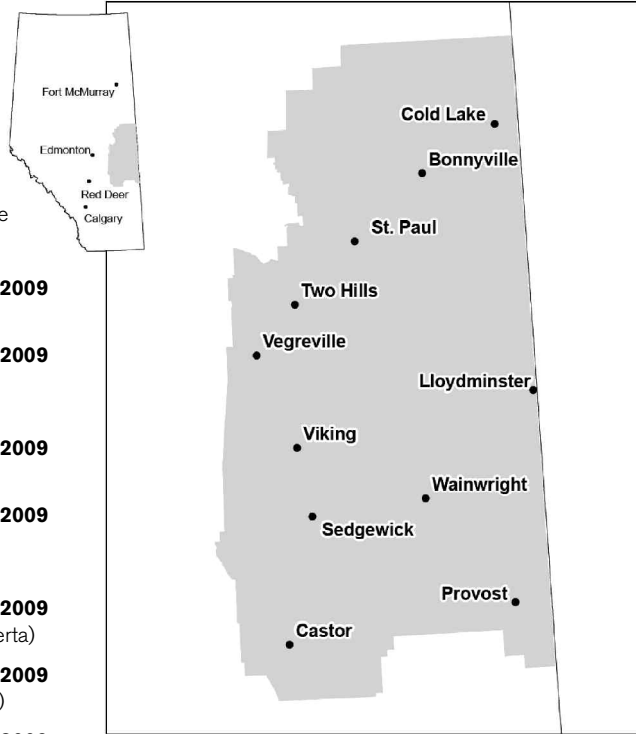 Fort McMurray
Edmonton
Red Deer
Calgary
e
2009
2009
2009
2009
2009
erta)
2009
)
Cold Lake
Bonnyville
St. Paul
Two Hills
Vegreville
Lloydminster
Viking
Wainwright
Sedgewick
Provost
Castor